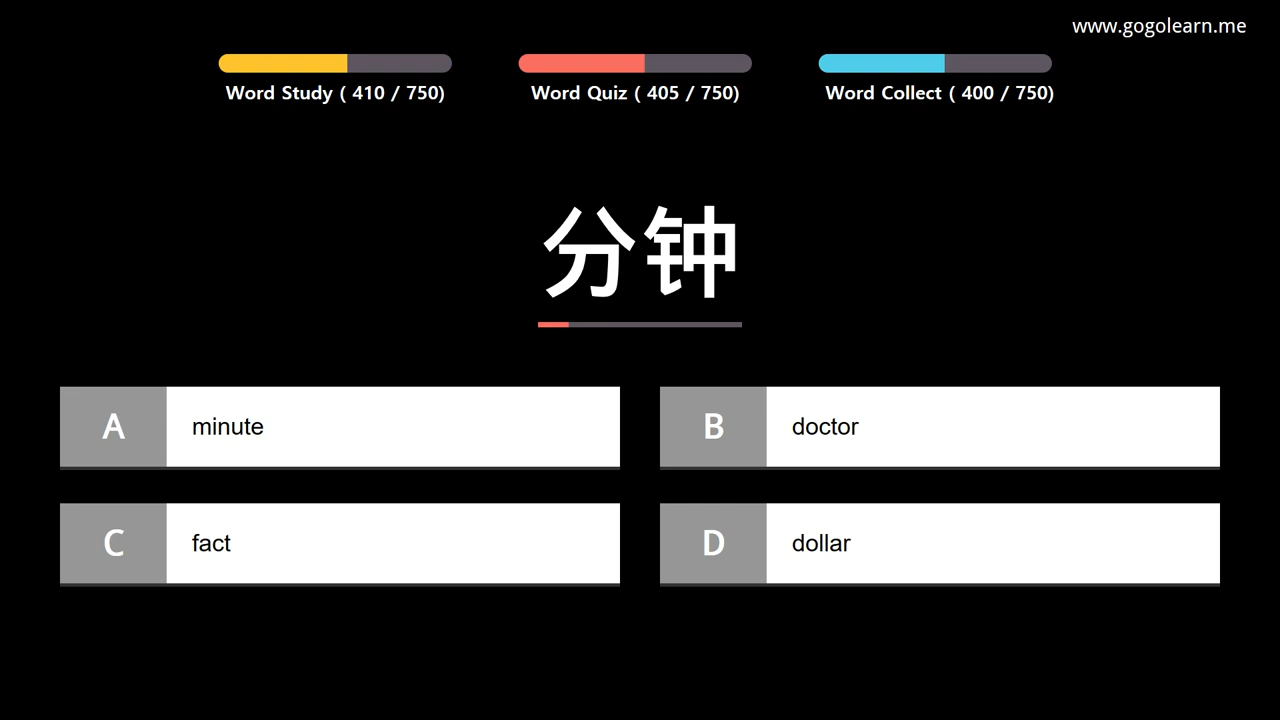 www.gogolearn.me
Word Study ( 410 / 750)
Word Quiz ( 405 / 750)
Word Collect ( 400 / 750)
分钟
A minute
B doctor
C fact
D dollar